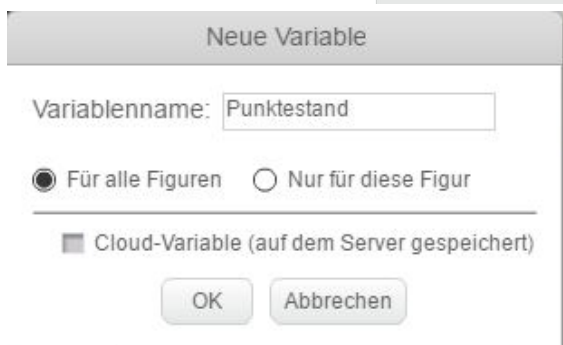 Neue Variable
Variablenname: Punktestand
Für alle Figuren Nur für diese Figur
Cloud-Variable (auf dem Server gespeichert)
OK Abbrechen